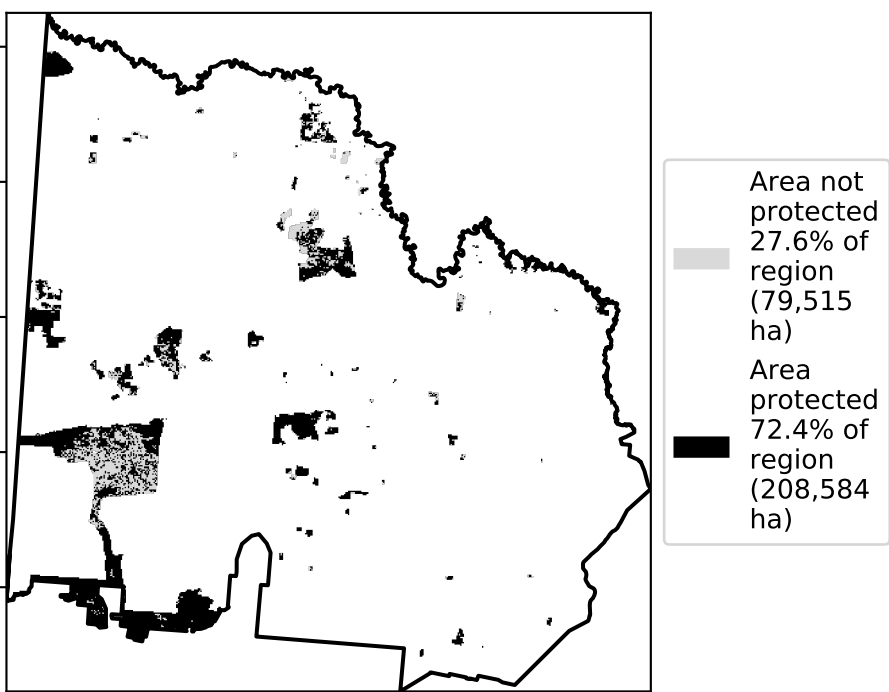 Area not
protected
27.6% of
region
(79,515
ha)
Area
protected
72.4% of
region
(208,584
ha)